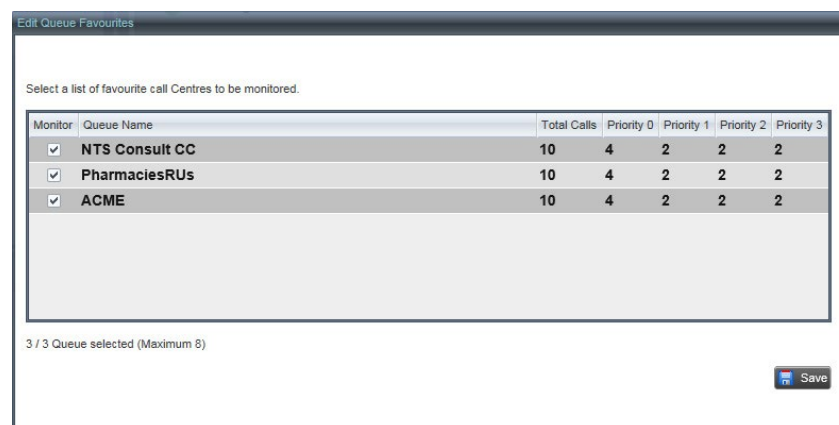 Edit Queue Favourites
Select a list of favourite call Centres to be monitored.
Monitor Queue Name Total Calls Priority 0 Priority 1 Priority 2 Priority 3
NTS Consult CC 10 4 2 2 2
PharmaciesRUs 10 4 2 2 2
ACME 10 4 2 2 2
3 / 3 Queue selected (Maximum 8)
Save